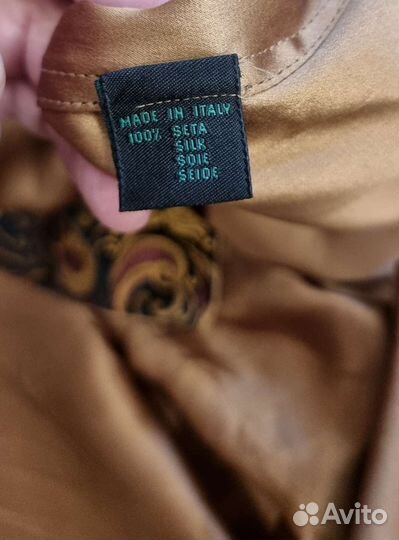 MADE IN ITALY
100% SETA
SILK
SOIE
SEIDE
Avito